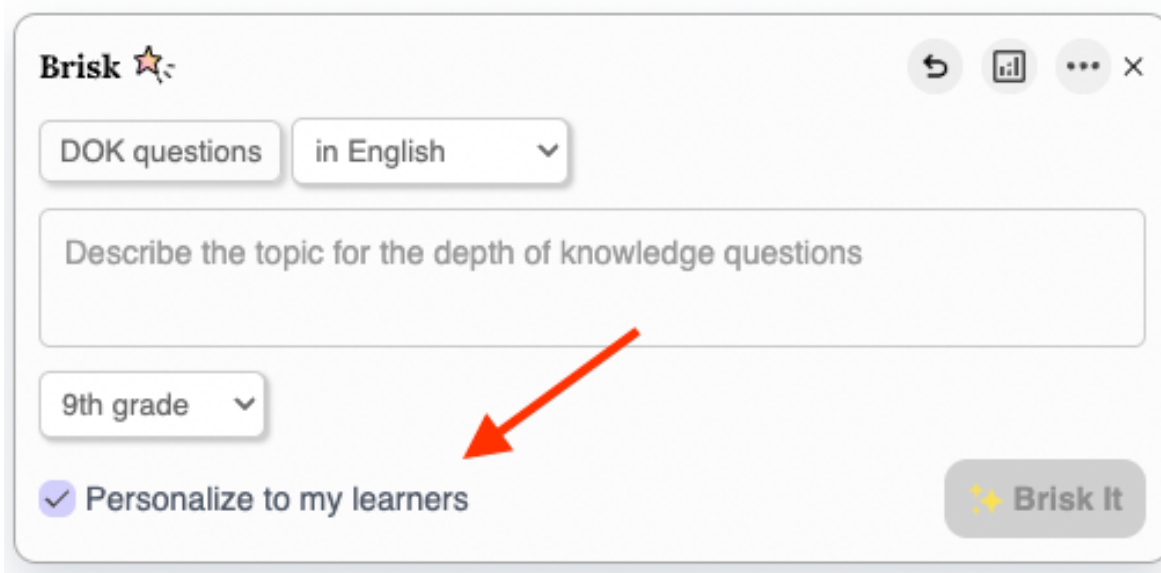 Brisk
DOK questions in English
Describe the topic for the depth of knowledge questions
9th grade
Personalize to my learners Brisk It